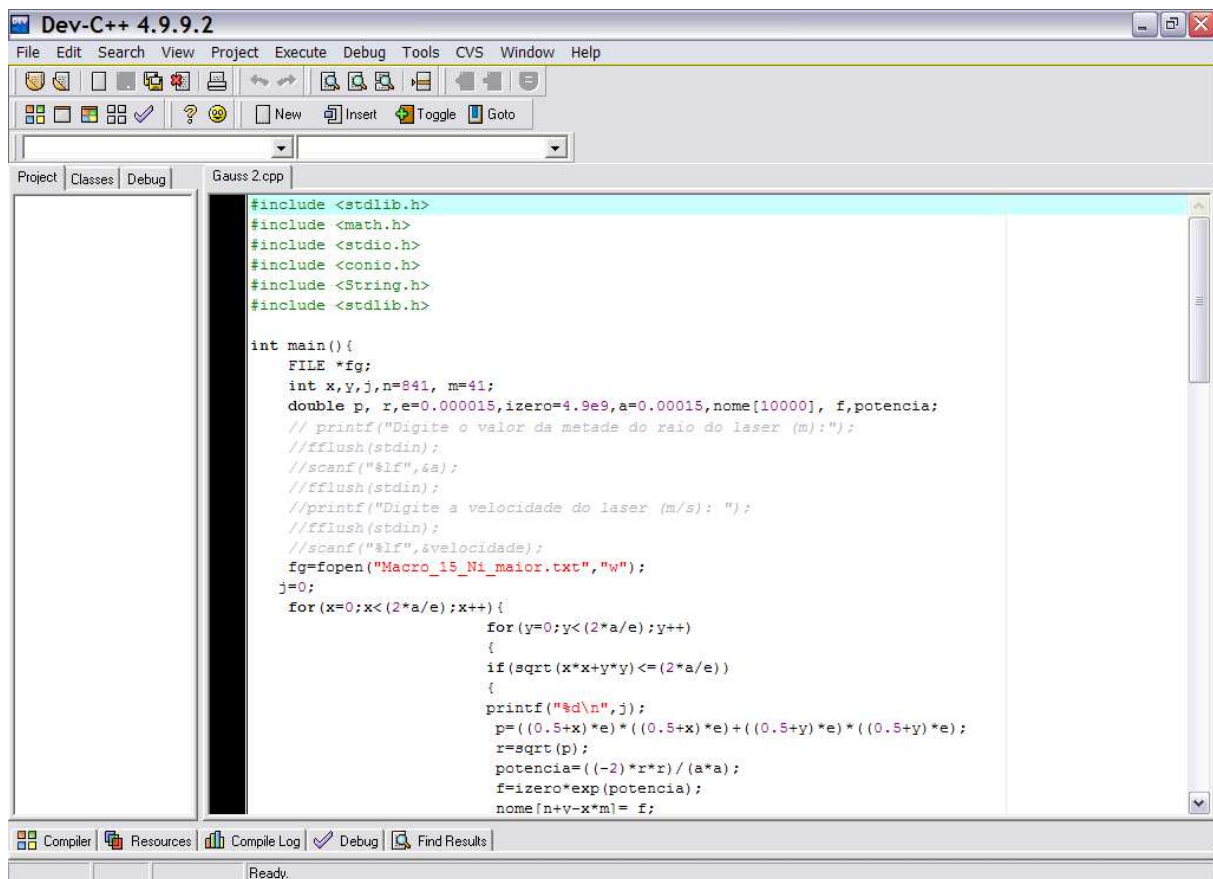 Dev-C++ 4.9.9.2
File Edit Search View Project Execute Debug Tools CVS Window Help
New Insert Toggle Goto
Project Classes Debug
Gauss 2.cpp
#include <stdlib.h>
#include <math.h>
#include <stdio.h>
#include <conio.h>
#include <String.h>
#include <stdlib.h>
int main(){
FILE *fg;
int x,y,j,n=841, m=41;
double p, r,e=0.000015,izero=4.9e9,a=0.00015,nome[10000], f,potencia;
// printf("Digite o valor da metade do raio do laser (m):");
//fflush(stdin);
//scanf("%lf",&a);
//fflush(stdin);
//printf("Digite a velocidade do laser (m/s): ");
//fflush(stdin);
//scanf("%lf",&velocidade);
fg=fopen("Macro_15_Ni_maior.txt","w");
j=0;
for(x=0;x<(2*a/e);x++){
for(y=0;y<(2*a/e);y++)
{
if(sqrt(x*x+y*y)<=(2*a/e))
{
printf("%d\n",j);
p=((0.5+x)*e)*((0.5+x)*e)+((0.5+y)*e)*((0.5+y)*e);
r=sqrt(p);
potencia=((-2)*r*r)/(a*a);
f=izero*exp(potencia);
nome[n+y-x*m]= f;
Compiler Resources Compile Log Debug Find Results
Ready.